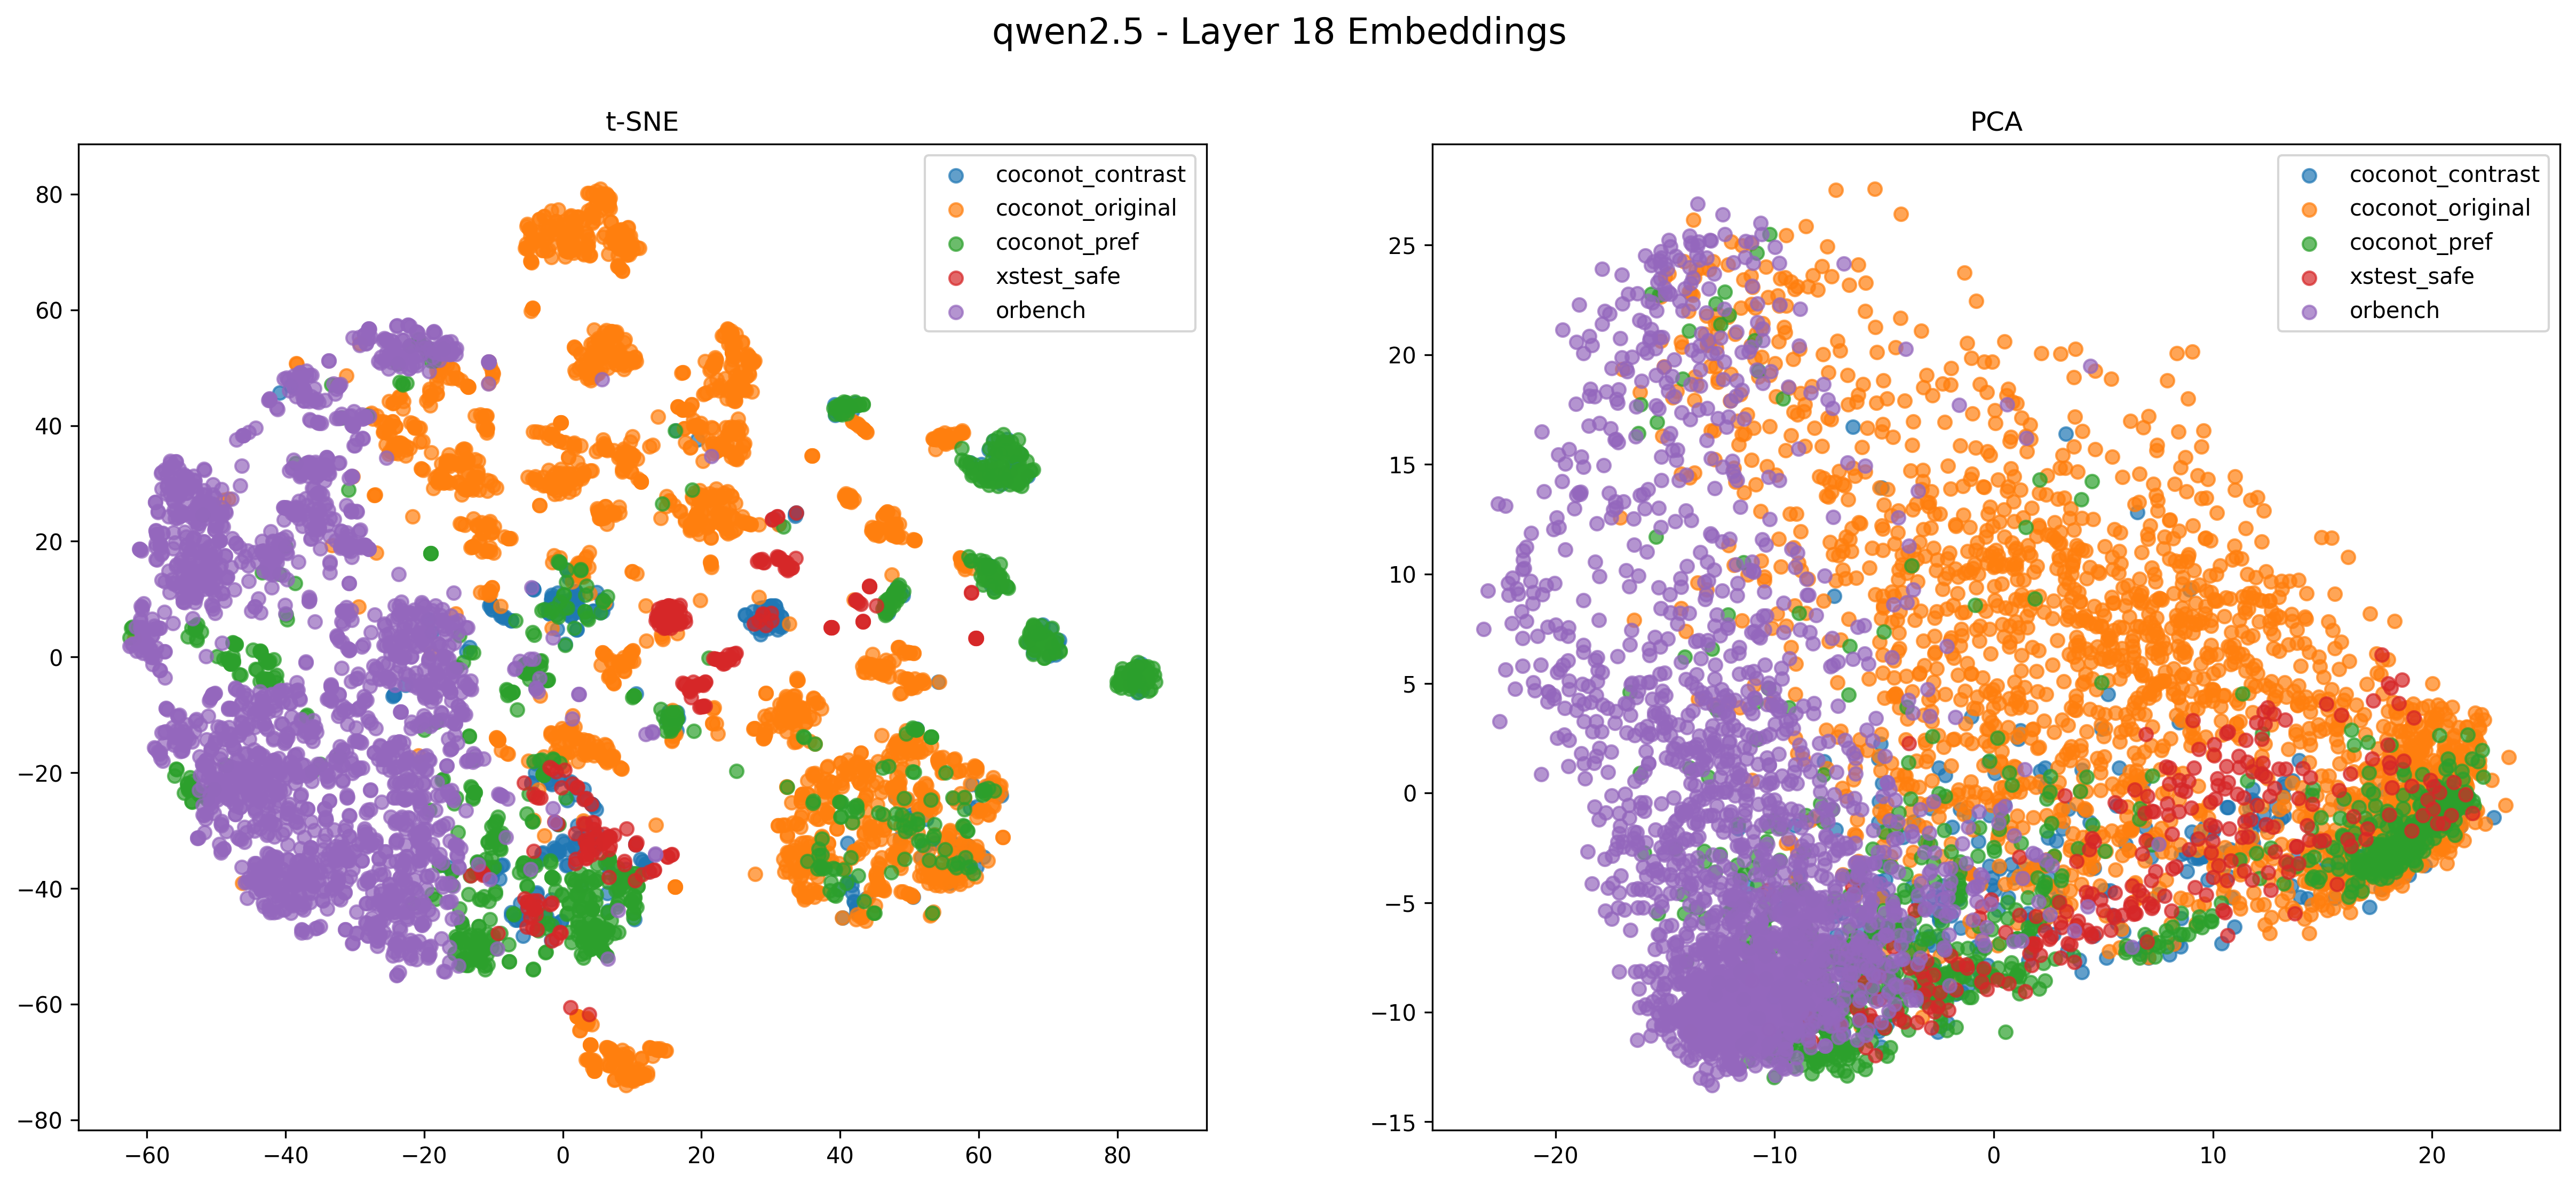 qwen2.5 - Layer 18 Embeddings
t-SNE
coconot_contrast
coconot_original
coconot_pref
xstest_safe
orbench
80
60
40
20
0
−20
−40
−60
−80
−60 −40 −20 0 20 40 60 80
PCA
coconot_contrast
coconot_original
coconot_pref
xstest_safe
orbench
25
20
15
10
5
0
−5
−10
−15
−20 −10 0 10 20